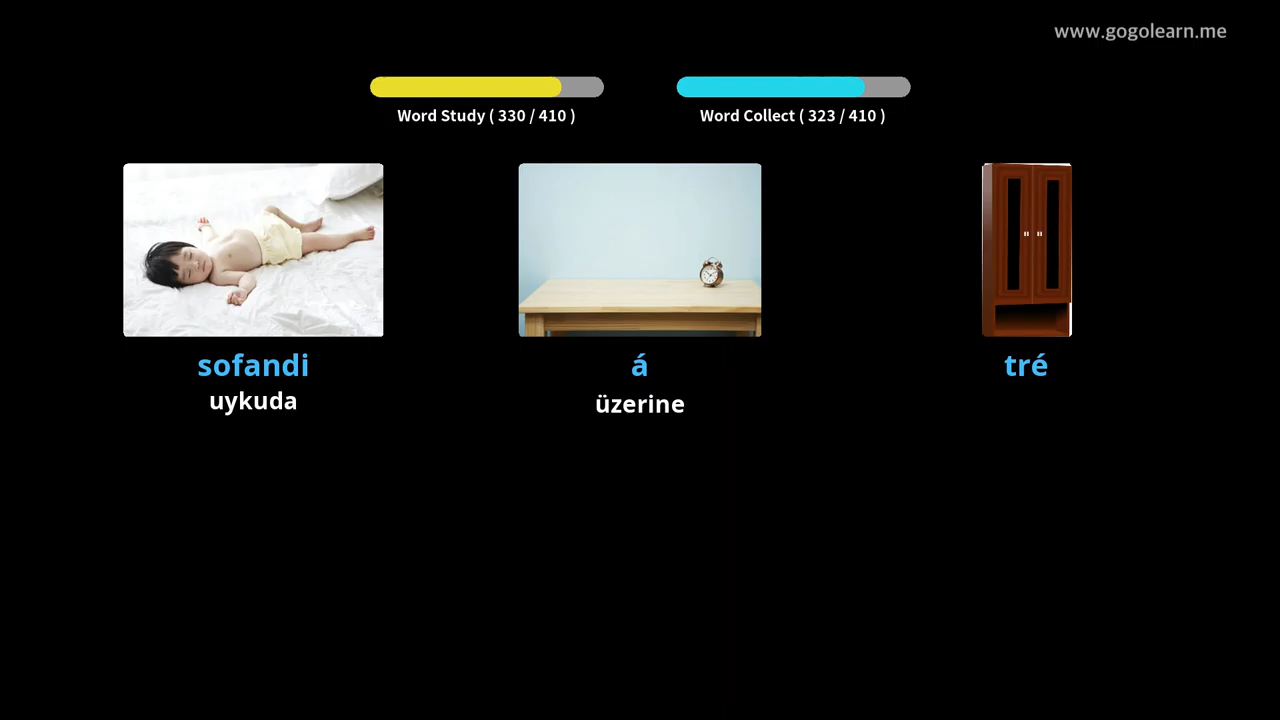 www.gogolearn.me
Word Study ( 330 / 410 )
Word Collect ( 323 / 410 )
sofandi
uykuda
á
üzerine
tré